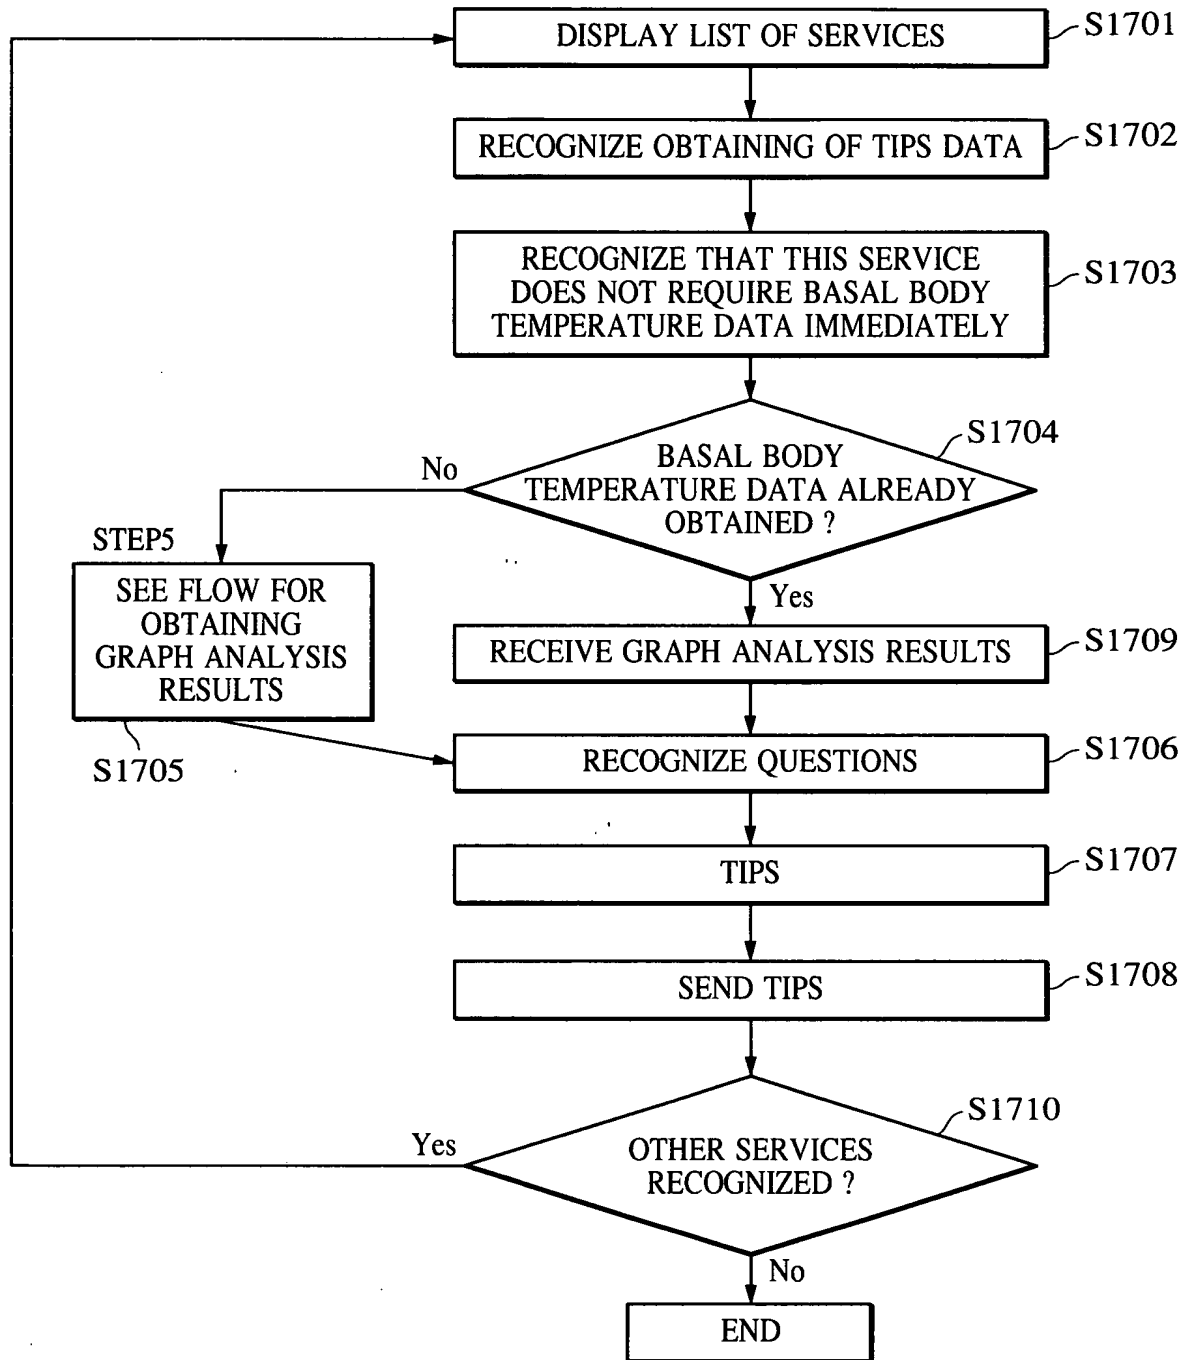 DISPLAY LIST OF SERVICES
S1701
RECOGNIZE OBTAINING OF TIPS DATA
S1702
RECOGNIZE THAT THIS SERVICE
DOES NOT REQUIRE BASAL BODY
TEMPERATURE DATA IMMEDIATELY
S1703
S1704
BASAL BODY
TEMPERATURE DATA ALREADY
OBTAINED ?
No
Yes
STEP5
SEE FLOW FOR
OBTAINING
GRAPH ANALYSIS
RESULTS
S1705
RECEIVE GRAPH ANALYSIS RESULTS
S1709
RECOGNIZE QUESTIONS
S1706
TIPS
S1707
SEND TIPS
S1708
S1710
OTHER SERVICES
RECOGNIZED ?
Yes
No
END